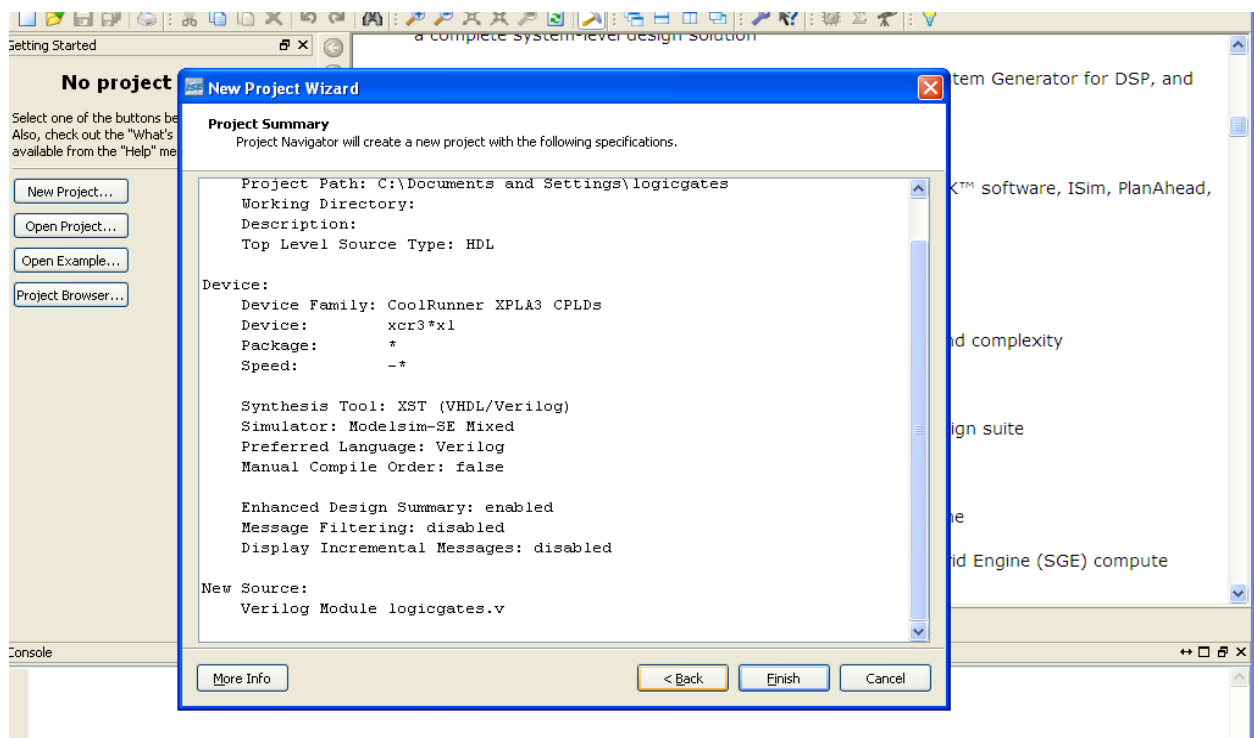 a complete system-level design solution
Getting Started
No project
Select one of the buttons be
Also, check out the "What's
available from the "Help" me
New Project...
Open Project...
Open Example...
Project Browser...
tem Generator for DSP, and
K™ software, ISim, PlanAhead,
nd complexity
ign suite
ne
rid Engine (SGE) compute
ISE New Project Wizard
Project Summary
Project Navigator will create a new project with the following specifications.
Project Path: C:\Documents and Settings\logicgates
Working Directory:
Description:
Top Level Source Type: HDL
Device:
Device Family: CoolRunner XPLA3 CPLDs
Device: xcr3*xl
Package: *
Speed: -*
Synthesis Tool: XST (VHDL/Verilog)
Simulator: Modelsim-SE Mixed
Preferred Language: Verilog
Manual Compile Order: false
Enhanced Design Summary: enabled
Message Filtering: disabled
Display Incremental Messages: disabled
New Source:
Verilog Module logicgates.v
More Info
< Back
Finish
Cancel
Console